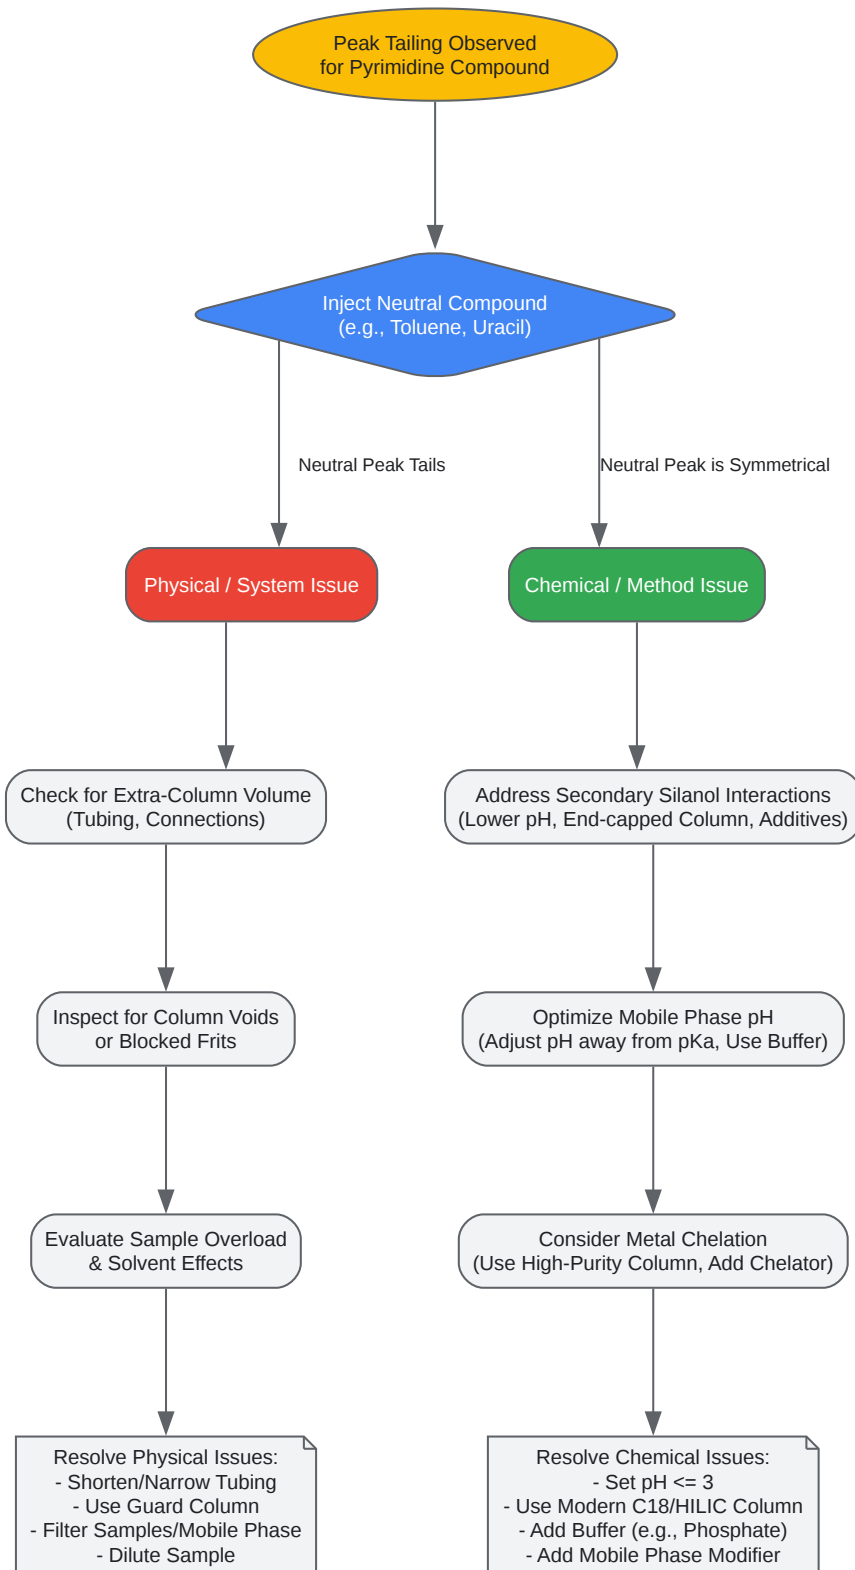 Peak Tailing Observed
for Pyrimidine Compound
Inject Neutral Compound
(e.g., Toluene, Uracil)
Neutral Peak Tails
Neutral Peak is Symmetrical
Physical / System Issue
Chemical / Method Issue
Check for Extra-Column Volume
(Tubing, Connections)
Address Secondary Silanol Interactions
(Lower pH, End-capped Column, Additives)
Inspect for Column Voids
or Blocked Frits
Optimize Mobile Phase pH
(Adjust pH away from pKa, Use Buffer)
Evaluate Sample Overload
& Solvent Effects
Consider Metal Chelation
(Use High-Purity Column, Add Chelator)
Resolve Physical Issues:
- Shorten/Narrow Tubing
- Use Guard Column
- Filter Samples/Mobile Phase
- Dilute Sample
Resolve Chemical Issues:
- Set pH <= 3
- Use Modern C18/HILIC Column
- Add Buffer (e.g., Phosphate)
- Add Mobile Phase Modifier